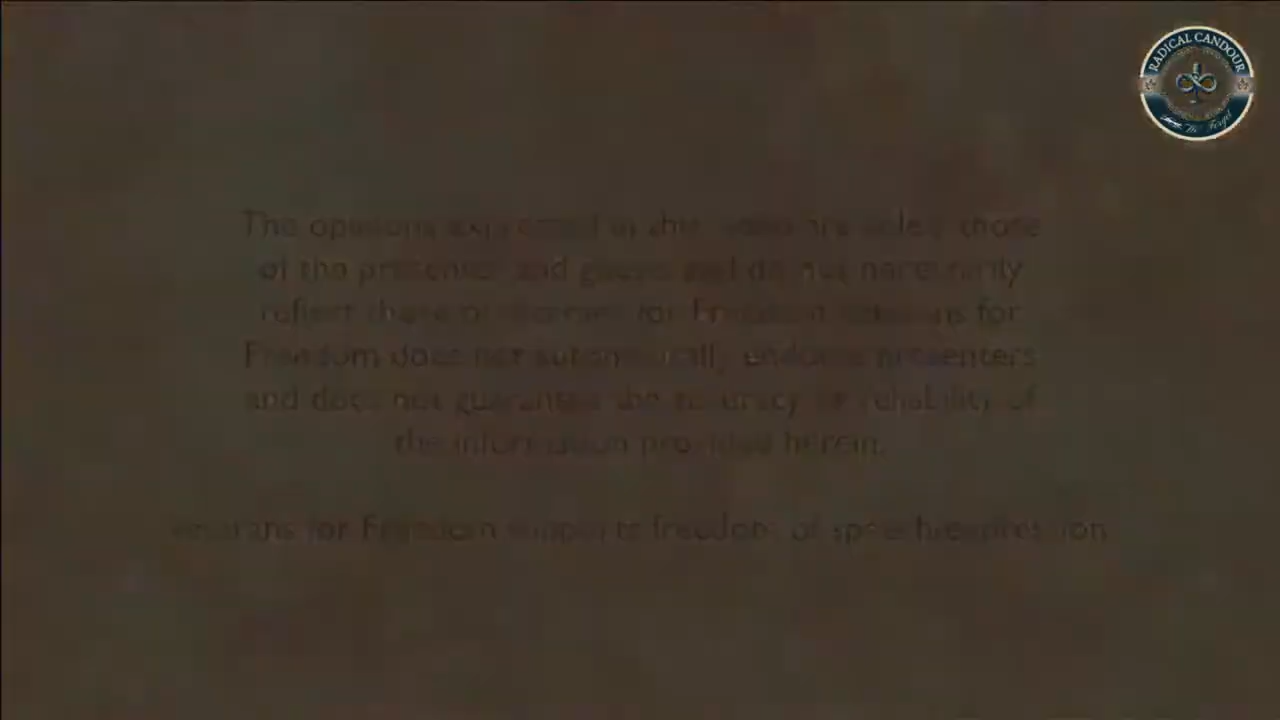 RADICAL CANDOUR
The opinions expressed in this video are solely those
of the presenter and guests and do not necessarily
reflect those of Veterans for Freedom. Veterans for
Freedom does not automatically endorse presenters
and does not guarantee the accuracy or reliability of
the information provided herein.
Veterans for Freedom supports freedom of speech/expression